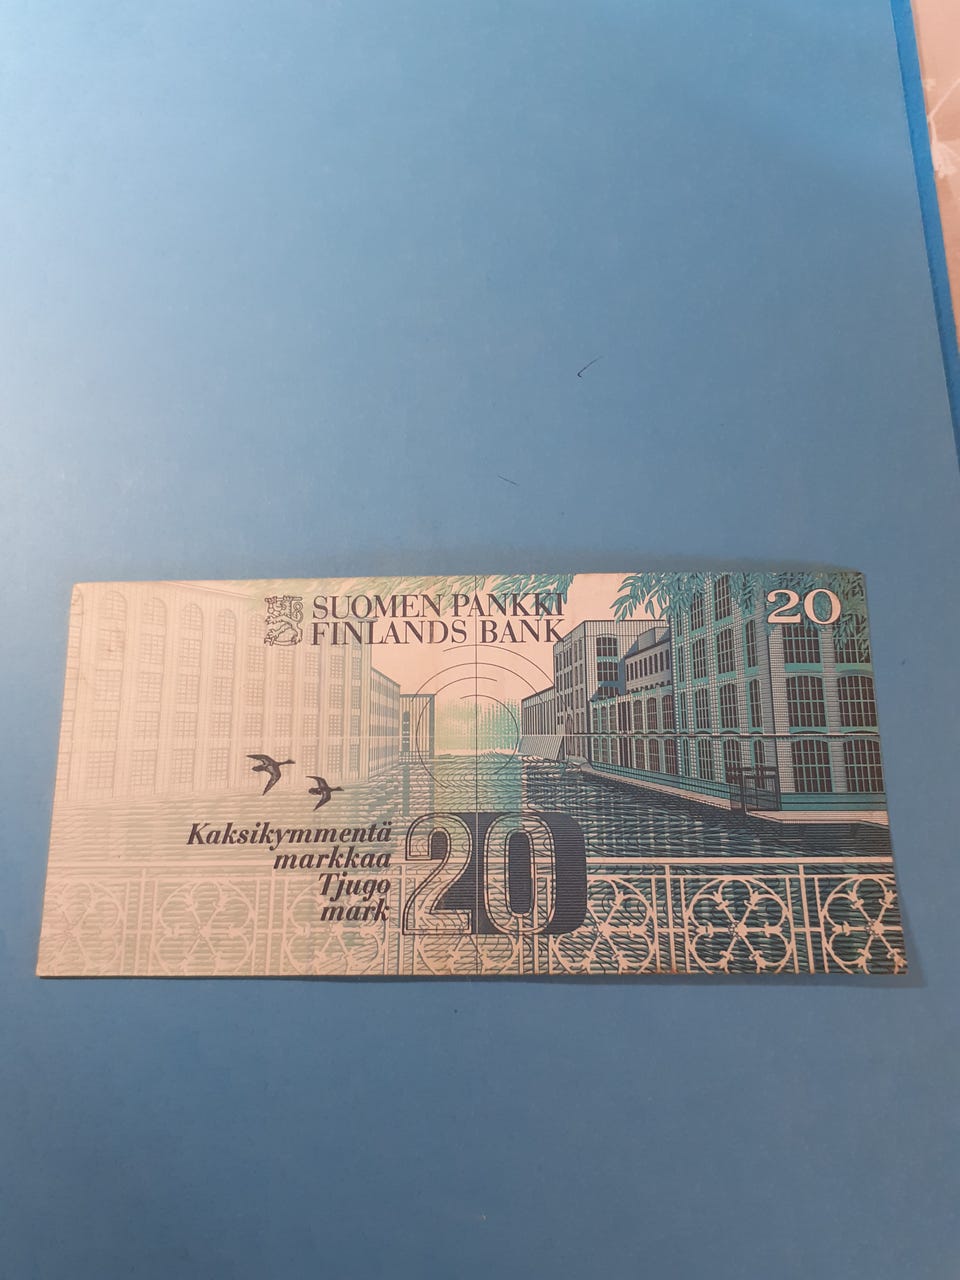 SUOMEN PANKKI
FINLANDS BANK
20
Kaksikymmentä
markkaa
Tjugo
mark
20